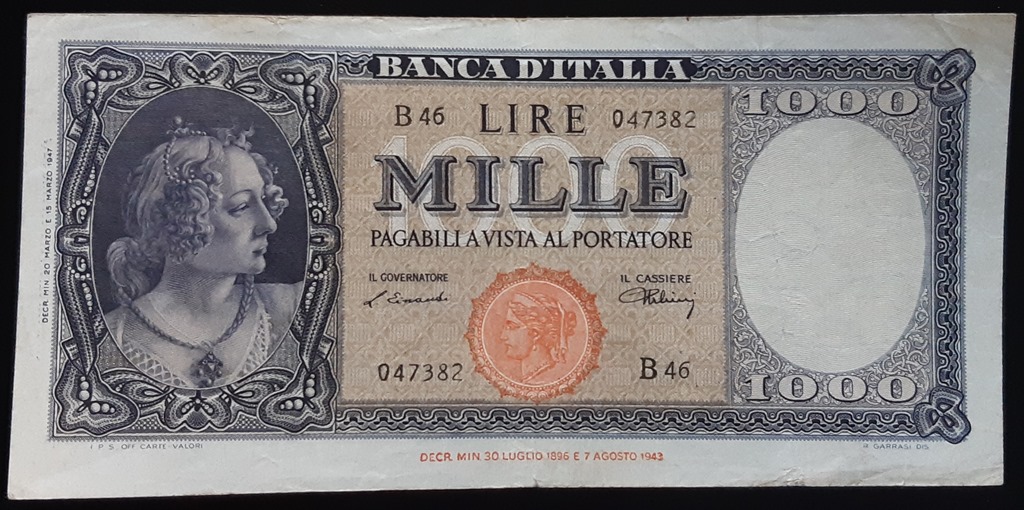 BANCA D'ITALIA
B 46 LIRE 047382
1000
1000
MILLE
PAGABILI A VISTA AL PORTATORE
IL GOVERNATORE
IL CASSIERE
L. Einaudi
047382
B 46
1000
DECR. MIN. 20 MARZO E 15 MARZO 1947
I. P. S. OFF. CARTE-VALORI
R. GARRASI DIS.
DECR. MIN. 30 LUGLIO 1896 E 7 AGOSTO 1943